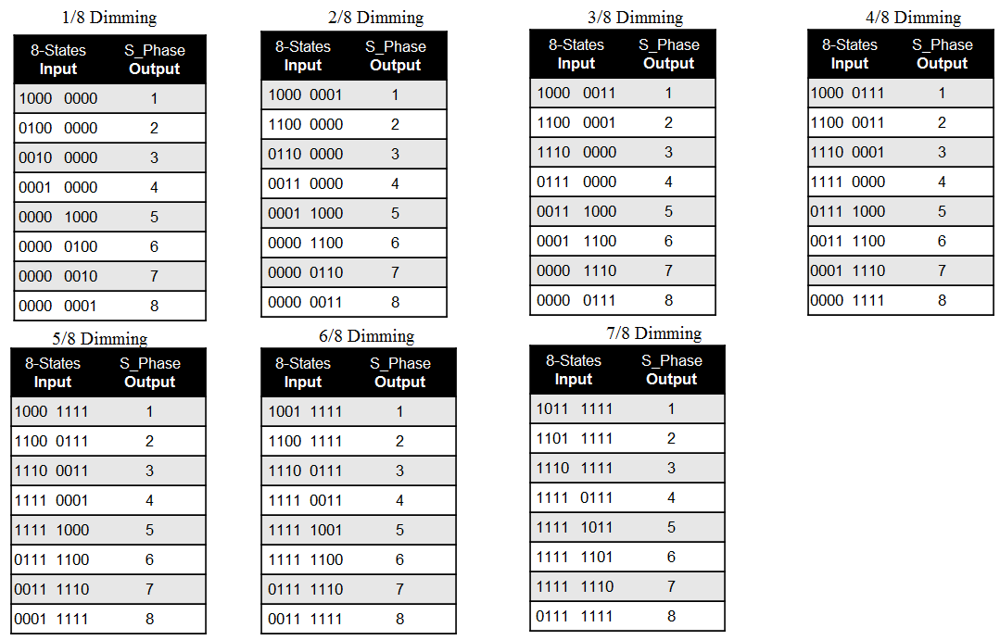 1/8 Dimming
8-States S_Phase
Input Output
1000 0000 1
0100 0000 2
0010 0000 3
0001 0000 4
0000 1000 5
0000 0100 6
0000 0010 7
0000 0001 8
2/8 Dimming
8-States S_Phase
Input Output
1000 0001 1
1100 0000 2
0110 0000 3
0011 0000 4
0001 1000 5
0000 1100 6
0000 0110 7
0000 0011 8
3/8 Dimming
8-States S_Phase
Input Output
1000 0011 1
1100 0001 2
1110 0000 3
0111 0000 4
0011 1000 5
0001 1100 6
0000 1110 7
0000 0111 8
4/8 Dimming
8-States S_Phase
Input Output
1000 0111 1
1100 0011 2
1110 0001 3
1111 0000 4
0111 1000 5
0011 1100 6
0001 1110 7
0000 1111 8
5/8 Dimming
8-States S_Phase
Input Output
1000 1111 1
1100 0111 2
1110 0011 3
1111 0001 4
1111 1000 5
0111 1100 6
0011 1110 7
0001 1111 8
6/8 Dimming
8-States S_Phase
Input Output
1001 1111 1
1100 1111 2
1110 0111 3
1111 0011 4
1111 1001 5
1111 1100 6
0111 1110 7
0011 1111 8
7/8 Dimming
8-States S_Phase
Input Output
1011 1111 1
1101 1111 2
1110 1111 3
1111 0111 4
1111 1011 5
1111 1101 6
1111 1110 7
0111 1111 8